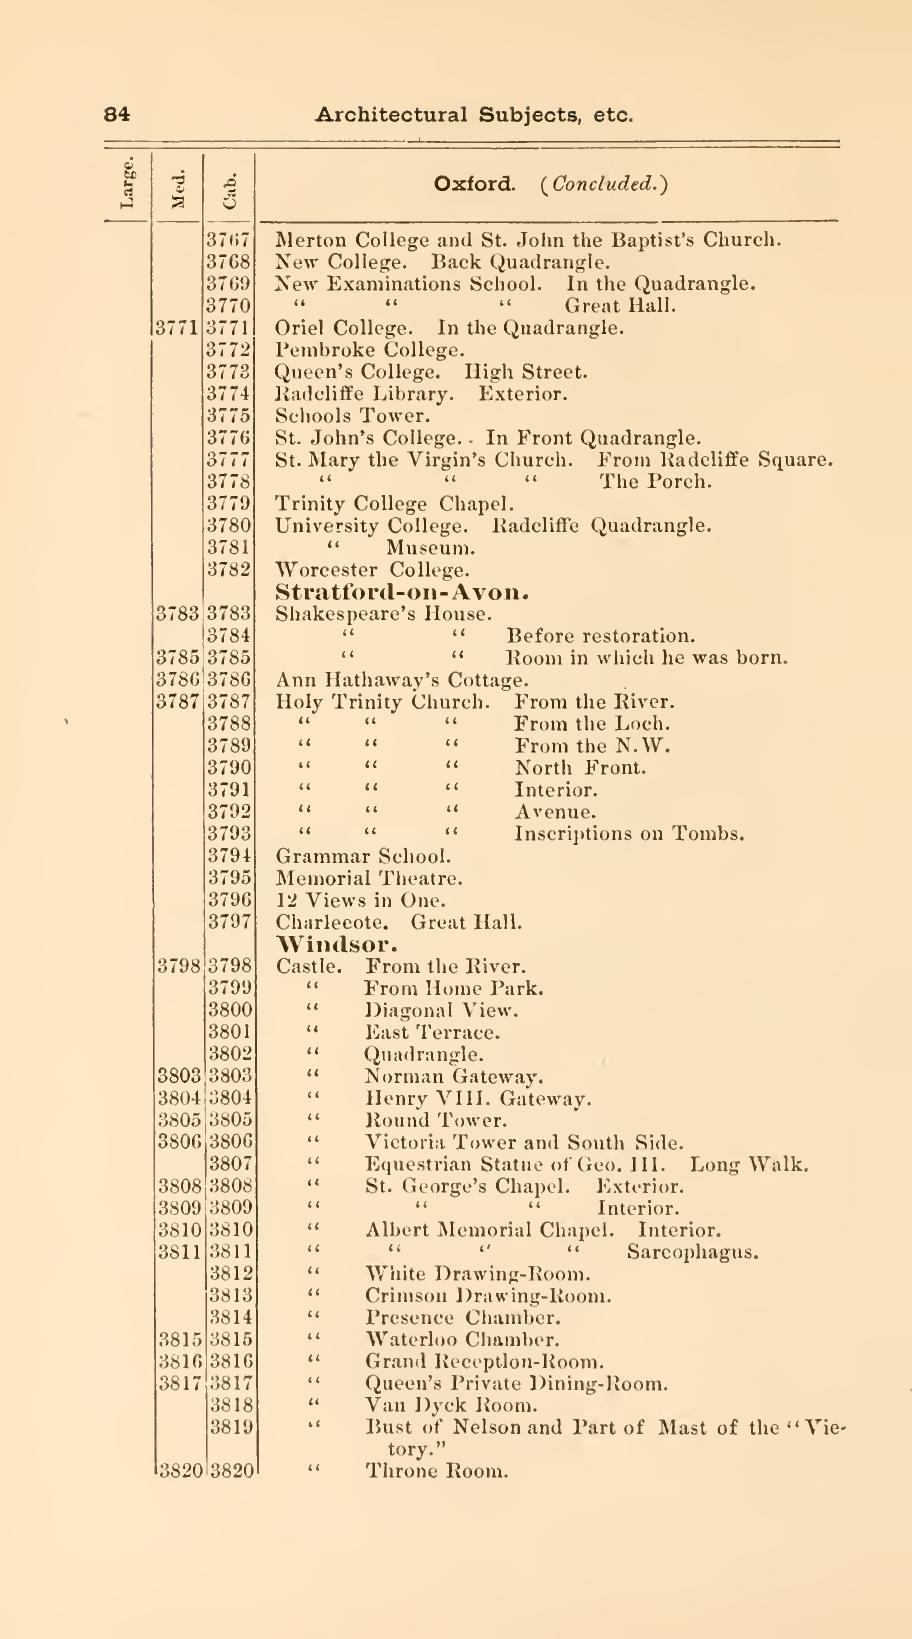 84 Architectural Subjects, etc.
Large. Med. Cab. Oxford. (Concluded.)
3767 Merton College and St. John the Baptist's Church.
3768 New College. Back Quadrangle.
3769 New Examinations School. In the Quadrangle.
3770 " " " Great Hall.
3771 3771 Oriel College. In the Quadrangle.
3772 Pembroke College.
3773 Queen's College. High Street.
3774 Radcliffe Library. Exterior.
3775 Schools Tower.
3776 St. John's College. In Front Quadrangle.
3777 St. Mary the Virgin's Church. From Radcliffe Square.
3778 " " " The Porch.
3779 Trinity College Chapel.
3780 University College. Radcliffe Quadrangle.
3781 " Museum.
3782 Worcester College.
Stratford-on-Avon.
3783 3783 Shakespeare's House.
3784 " " Before restoration.
3785 3785 " " Room in which he was born.
3786 3786 Ann Hathaway's Cottage.
3787 3787 Holy Trinity Church. From the River.
3788 " " " From the Loch.
3789 " " " From the N.W.
3790 " " " North Front.
3791 " " " Interior.
3792 " " " Avenue.
3793 " " " Inscriptions on Tombs.
3794 Grammar School.
3795 Memorial Theatre.
3796 12 Views in One.
3797 Charlecote. Great Hall.
Windsor.
3798 3798 Castle. From the River.
3799 " From Home Park.
3800 " Diagonal View.
3801 " East Terrace.
3802 " Quadrangle.
3803 3803 " Norman Gateway.
3804 3804 " Henry VIII. Gateway.
3805 3805 " Round Tower.
3806 3806 " Victoria Tower and South Side.
3807 " Equestrian Statue of Geo. III. Long Walk.
3808 3808 " St. George's Chapel. Exterior.
3809 3809 " " " Interior.
3810 3810 " Albert Memorial Chapel. Interior.
3811 3811 " " " " Sarcophagus.
3812 " White Drawing-Room.
3813 " Crimson Drawing-Room.
3814 " Presence Chamber.
3815 3815 " Waterloo Chamber.
3816 3816 " Grand Reception-Room.
3817 3817 " Queen's Private Dining-Room.
3818 " Van Dyck Room.
3819 " Bust of Nelson and Part of Mast of the "Vic-
tory."
3820 3820 " Throne Room.